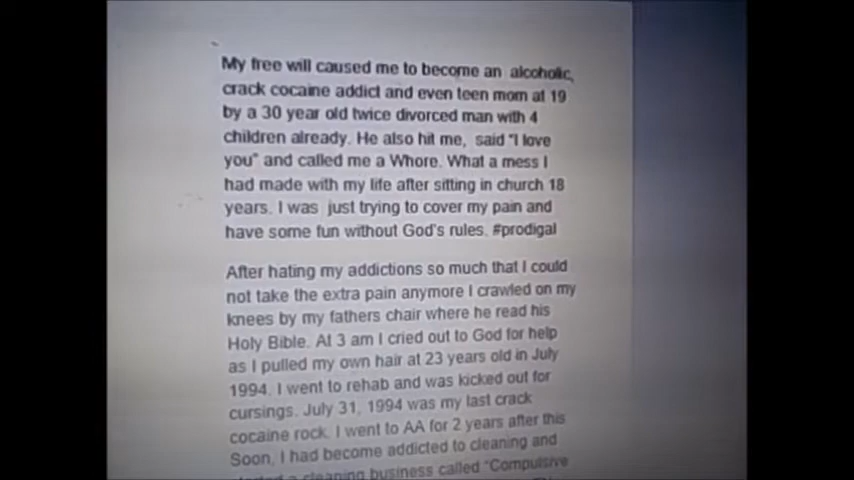 My free will caused me to become an alcoholic,
crack cocaine addict and even teen mom at 19
by a 30 year old twice divorced man with 4
children already. He also hit me, said "I love
you" and called me a Whore. What a mess I
had made with my life after sitting in church 18
years. I was just trying to cover my pain and
have some fun without God's rules. #prodigal
After hating my addictions so much that I could
not take the extra pain anymore I crawled on my
knees by my fathers chair where he read his
Holy Bible. At 3 am I cried out to God for help
as I pulled my own hair at 23 years old in July
1994. I went to rehab and was kicked out for
cursings. July 31, 1994 was my last crack
cocaine rock. I went to AA for 2 years after this
Soon, I had become addicted to cleaning and
a cleaning business called "Compulsive